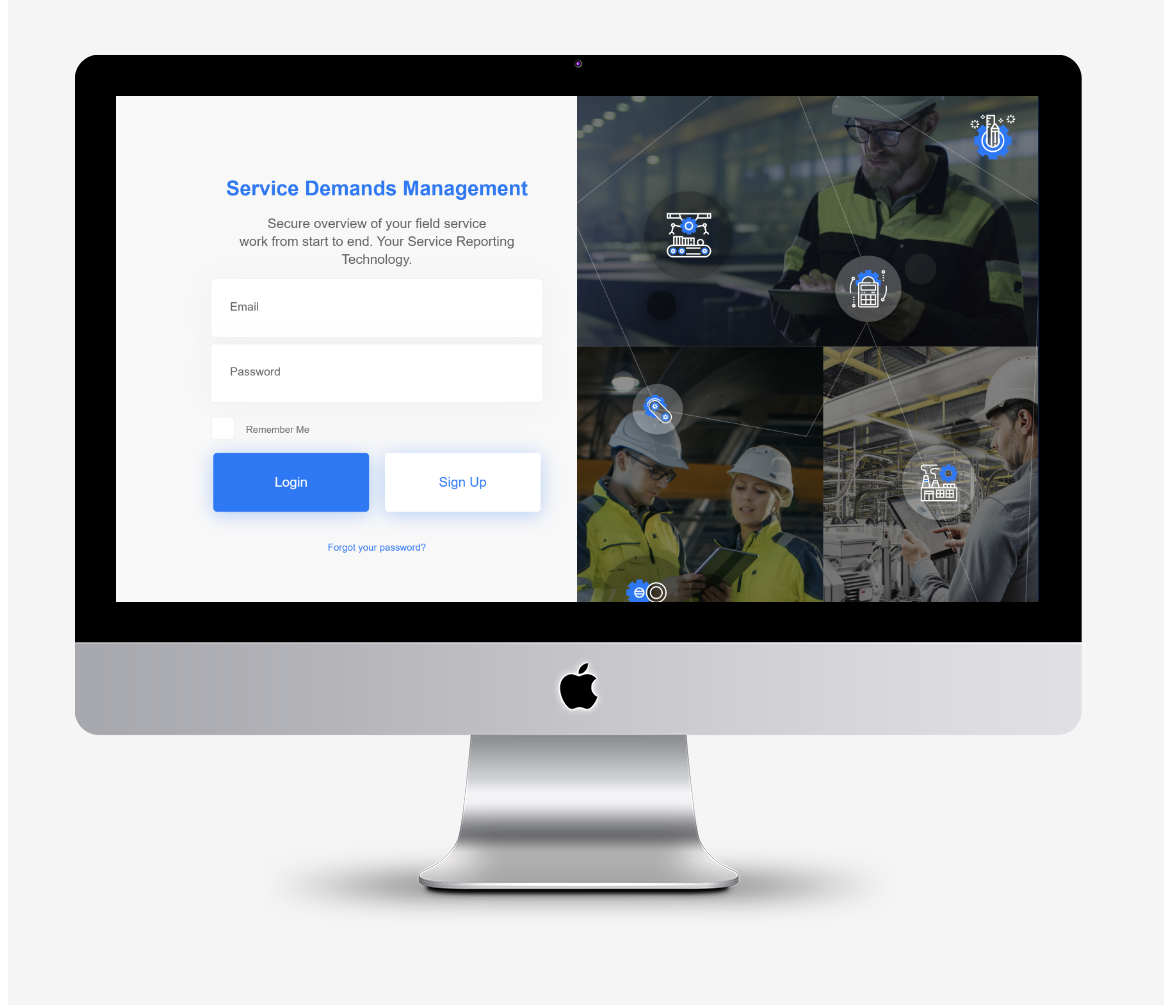 Service Demands Management
Secure overview of your field service
work from start to end. Your Service Reporting
Technology.
Email
Password
Remember Me
Login
Sign Up
Forgot your password?